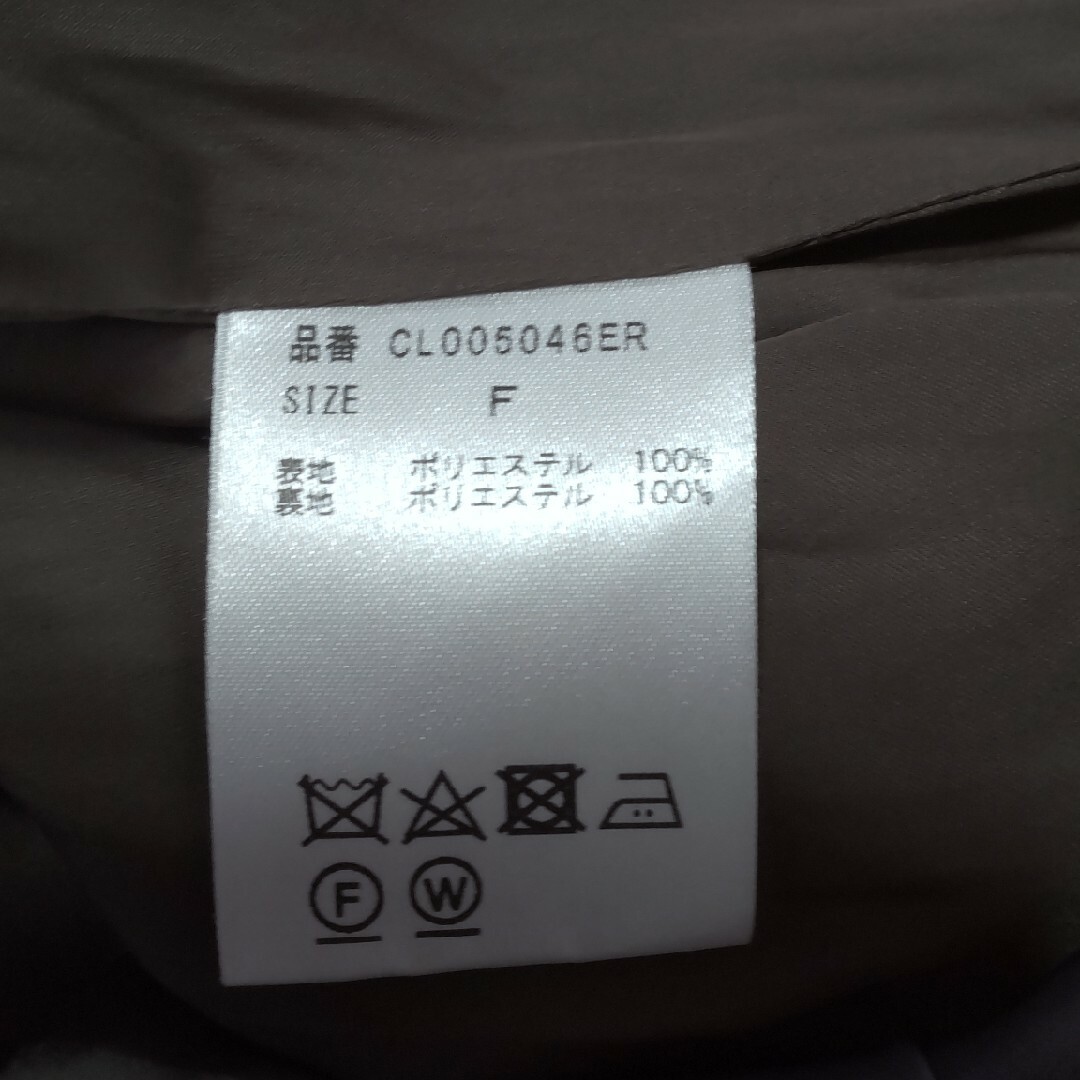 品番 CL005046ER
SIZE F
表地 ポリエステル 100%
裏地 ポリエステル 100%
F W